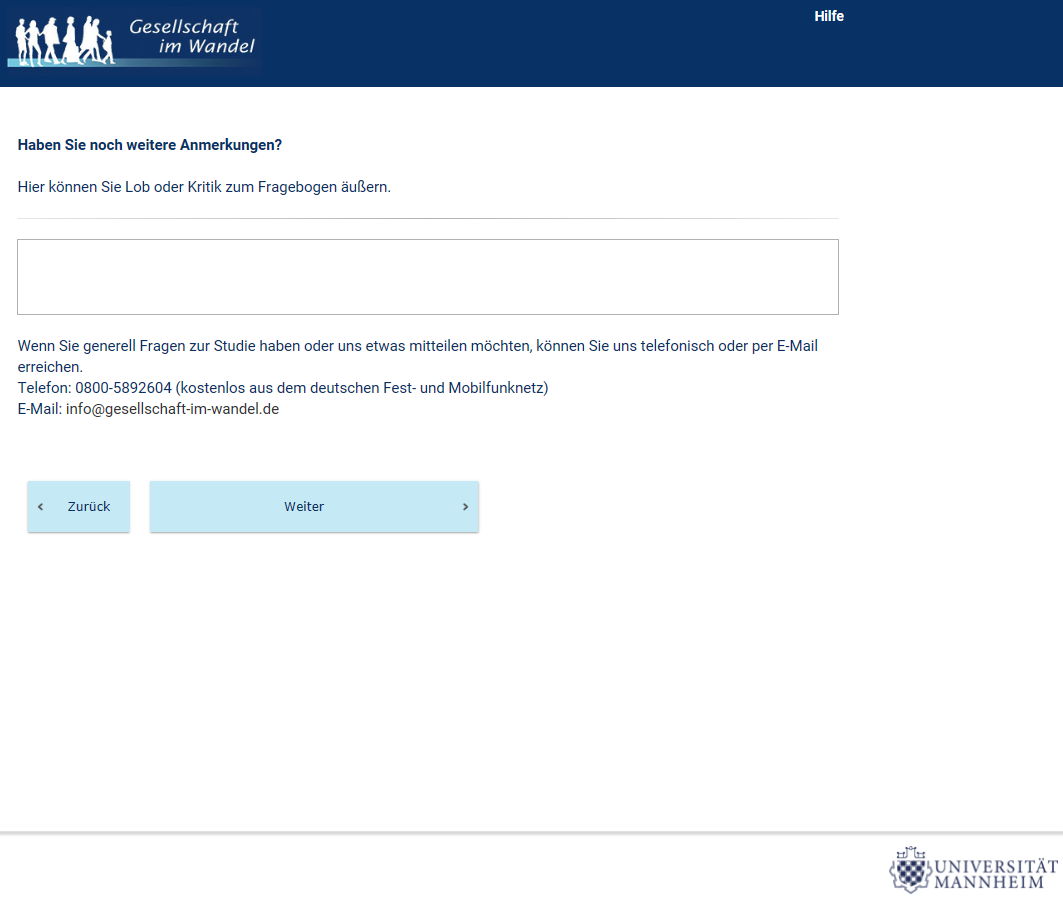 Gesellschaft
im Wandel
Hilfe
Haben Sie noch weitere Anmerkungen?
Hier können Sie Lob oder Kritik zum Fragebogen äußern.
Wenn Sie generell Fragen zur Studie haben oder uns etwas mitteilen möchten, können Sie uns telefonisch oder per E-Mail
erreichen.
Telefon: 0800-5892604 (kostenlos aus dem deutschen Fest- und Mobilfunknetz)
E-Mail: info@gesellschaft-im-wandel.de
Zurück
Weiter
UNIVERSITÄT
MANNHEIM